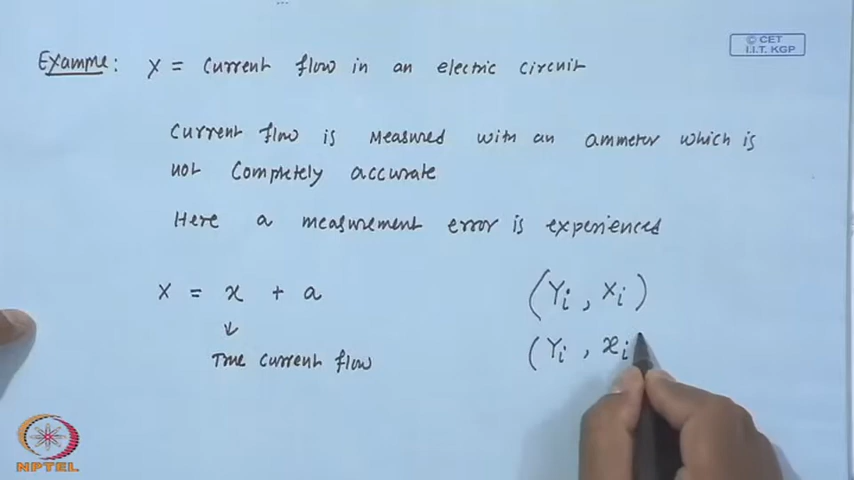 © CET
I.I.T. KGP
Example: X = Current flow in an electric circuit
Current flow is measured with an ammeter which is
not completely accurate
Here a measurement error is experienced
X = x + a
(Yi, Xi)
↓
(Yi, xi
True current flow
NPTEL